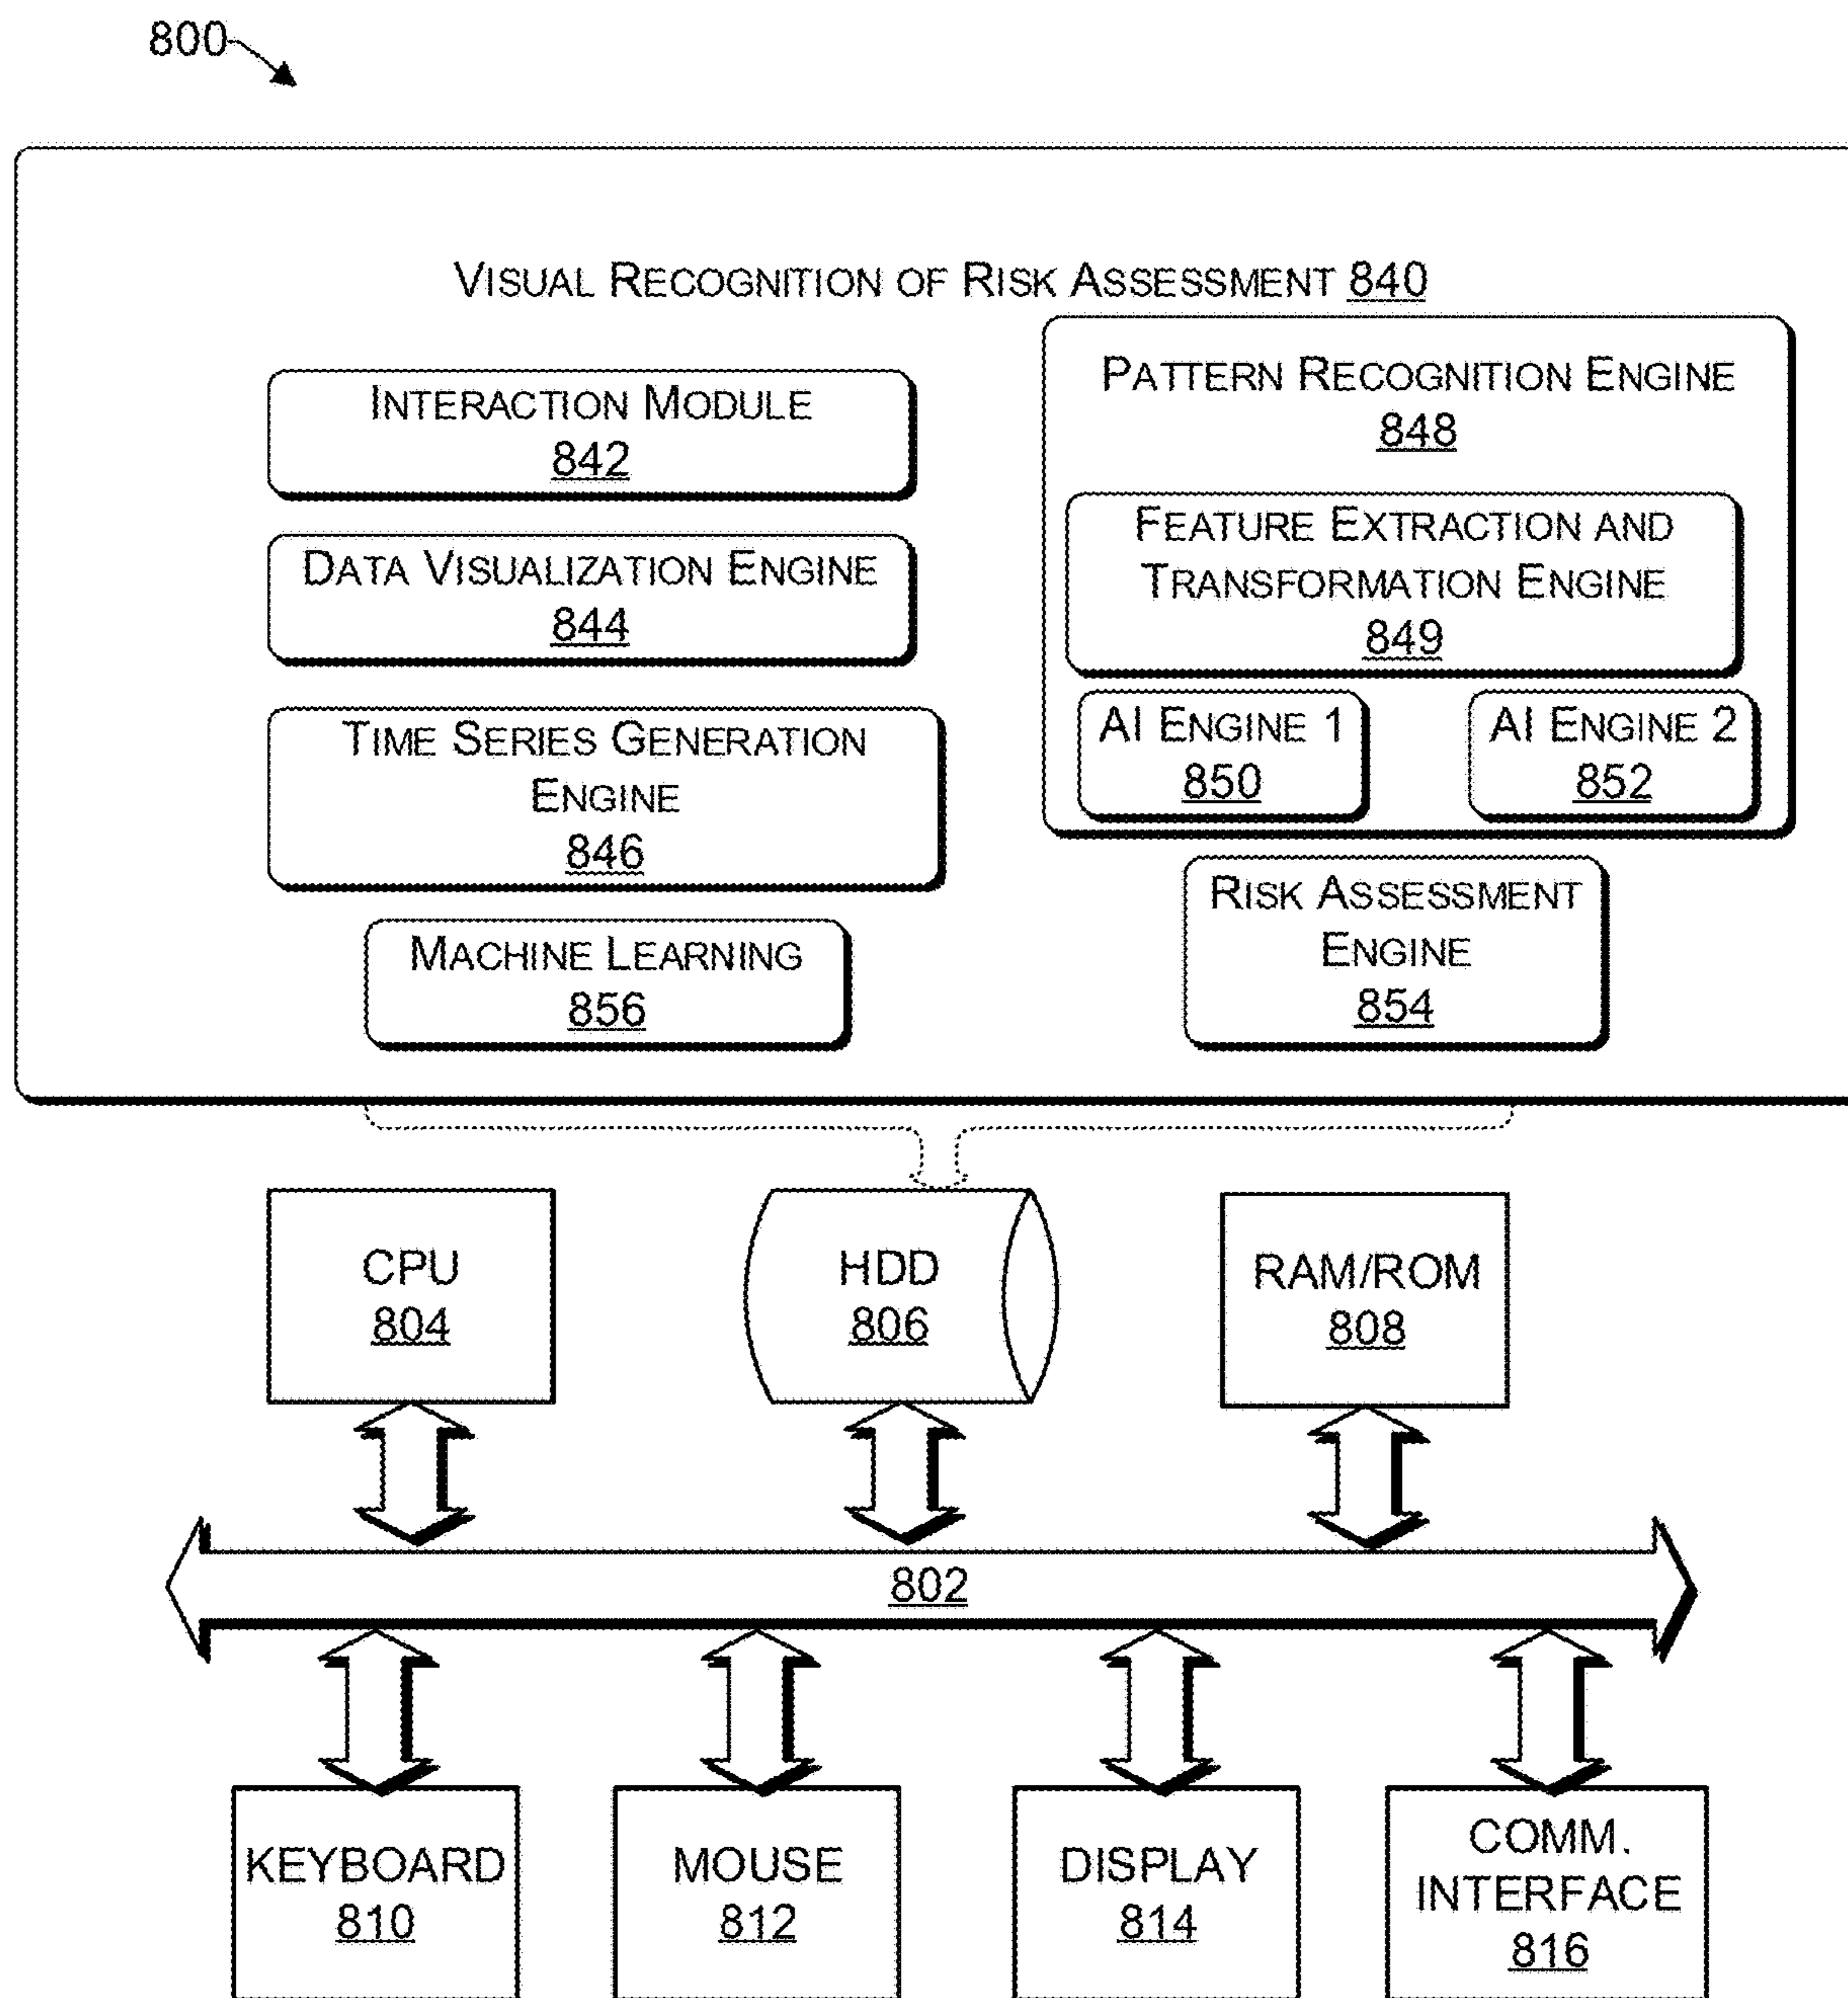 800
VISUAL RECOGNITION OF RISK ASSESSMENT 840
INTERACTION MODULE
842
DATA VISUALIZATION ENGINE
844
TIME SERIES GENERATION
ENGINE
846
MACHINE LEARNING
856
PATTERN RECOGNITION ENGINE
848
FEATURE EXTRACTION AND
TRANSFORMATION ENGINE
849
AI ENGINE 1
850
AI ENGINE 2
852
RISK ASSESSMENT
ENGINE
854
CPU
804
HDD
806
RAM/ROM
808
802
KEYBOARD
810
MOUSE
812
DISPLAY
814
COMM.
INTERFACE
816